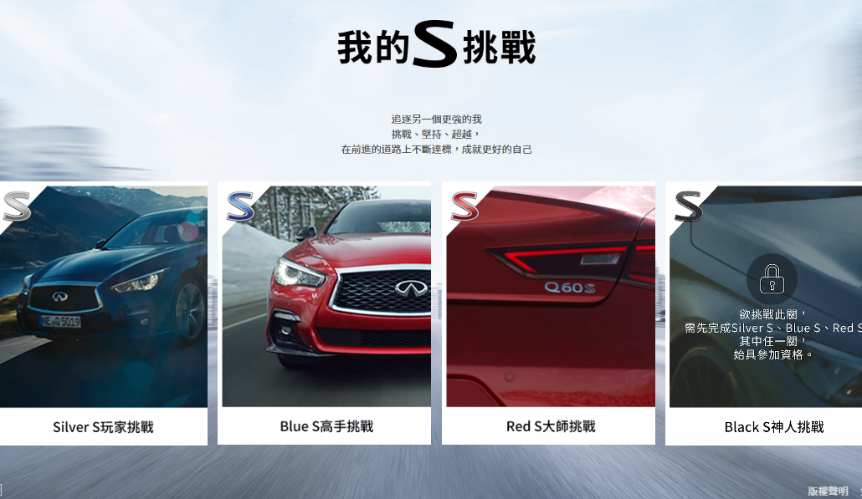 我的S挑戰
追逐另一個更強的我
挑戰、堅持、超越，
在前進的道路上不斷達標，成就更好的自己
S
S
S
S
Q60S
欲挑戰此關，
需先完成Silver S、Blue S、Red S
其中任一關，
始具參加資格。
Silver S玩家挑戰
Blue S高手挑戰
Red S大師挑戰
Black S神人挑戰
版權聲明